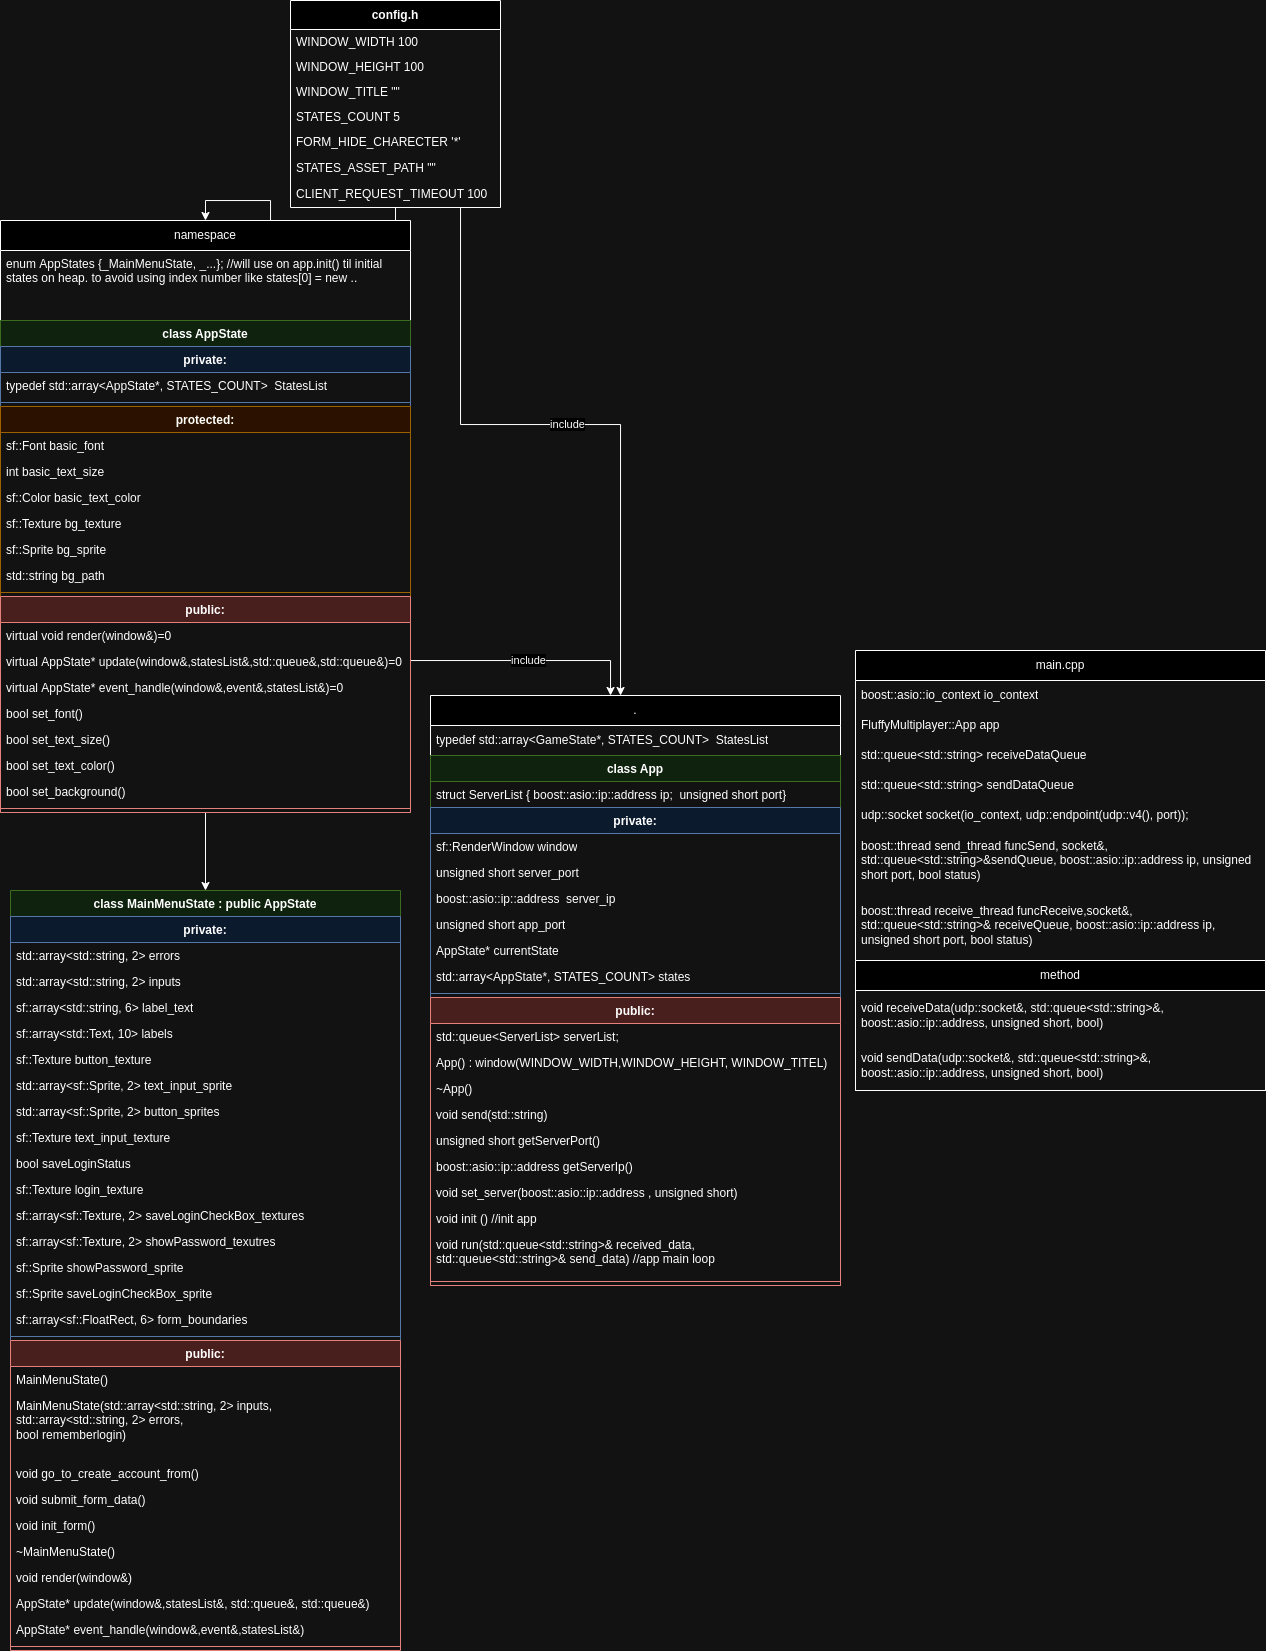 config.h
WINDOW_WIDTH 100
WINDOW_HEIGHT 100
WINDOW_TITLE ""
STATES_COUNT 5
FORM_HIDE_CHARECTER '*'
STATES_ASSET_PATH ""
CLIENT_REQUEST_TIMEOUT 100
namespace
enum AppStates {_MainMenuState, _...}; //will use on app.init() til initial
states on heap. to avoid using index number like states[0] = new ..
class AppState
private:
typedef std::array<AppState*, STATES_COUNT>  StatesList
protected:
sf::Font basic_font
int basic_text_size
sf::Color basic_text_color
sf::Texture bg_texture
sf::Sprite bg_sprite
std::string bg_path
public:
virtual void render(window&)=0
virtual AppState* update(window&,statesList&,std::queue&,std::queue&)=0
virtual AppState* event_handle(window&,event&,statesList&)=0
bool set_font()
bool set_text_size()
bool set_text_color()
bool set_background()
include
include
class MainMenuState : public AppState
private:
std::array<std::string, 2> errors
std::array<std::string, 2> inputs
sf::array<std::string, 6> label_text
sf::array<std::Text, 10> labels
sf::Texture button_texture
std::array<sf::Sprite, 2> text_input_sprite
std::array<sf::Sprite, 2> button_sprites
sf::Texture text_input_texture
bool saveLoginStatus
sf::Texture login_texture
sf::array<sf::Texture, 2> saveLoginCheckBox_textures
sf::array<sf::Texture, 2> showPassword_texutres
sf::Sprite showPassword_sprite
sf::Sprite saveLoginCheckBox_sprite
sf::array<sf::FloatRect, 6> form_boundaries
public:
MainMenuState()
MainMenuState(std::array<std::string, 2> inputs,
std::array<std::string, 2> errors,
bool rememberlogin)
void go_to_create_account_from()
void submit_form_data()
void init_form()
~MainMenuState()
void render(window&)
AppState* update(window&,statesList&, std::queue&, std::queue&)
AppState* event_handle(window&,event&,statesList&)
.
typedef std::array<GameState*, STATES_COUNT>  StatesList
class App
struct ServerList { boost::asio::ip::address ip;  unsigned short port}
private:
sf::RenderWindow window
unsigned short server_port
boost::asio::ip::address  server_ip
unsigned short app_port
AppState* currentState
std::array<AppState*, STATES_COUNT> states
public:
std::queue<ServerList> serverList;
App() : window(WINDOW_WIDTH,WINDOW_HEIGHT, WINDOW_TITEL)
~App()
void send(std::string)
unsigned short getServerPort()
boost::asio::ip::address getServerIp()
void set_server(boost::asio::ip::address , unsigned short)
void init () //init app
void run(std::queue<std::string>& received_data,
std::queue<std::string>& send_data) //app main loop
main.cpp
boost::asio::io_context io_context
FluffyMultiplayer::App app
std::queue<std::string> receiveDataQueue
std::queue<std::string> sendDataQueue
udp::socket socket(io_context, udp::endpoint(udp::v4(), port));
boost::thread send_thread funcSend, socket&,
std::queue<std::string>&sendQueue, boost::asio::ip::address ip, unsigned
short port, bool status)
boost::thread receive_thread funcReceive,socket&,
std::queue<std::string>& receiveQueue, boost::asio::ip::address ip,
unsigned short port, bool status)
method
void receiveData(udp::socket&, std::queue<std::string>&,
boost::asio::ip::address, unsigned short, bool)
void sendData(udp::socket&, std::queue<std::string>&,
boost::asio::ip::address, unsigned short, bool)